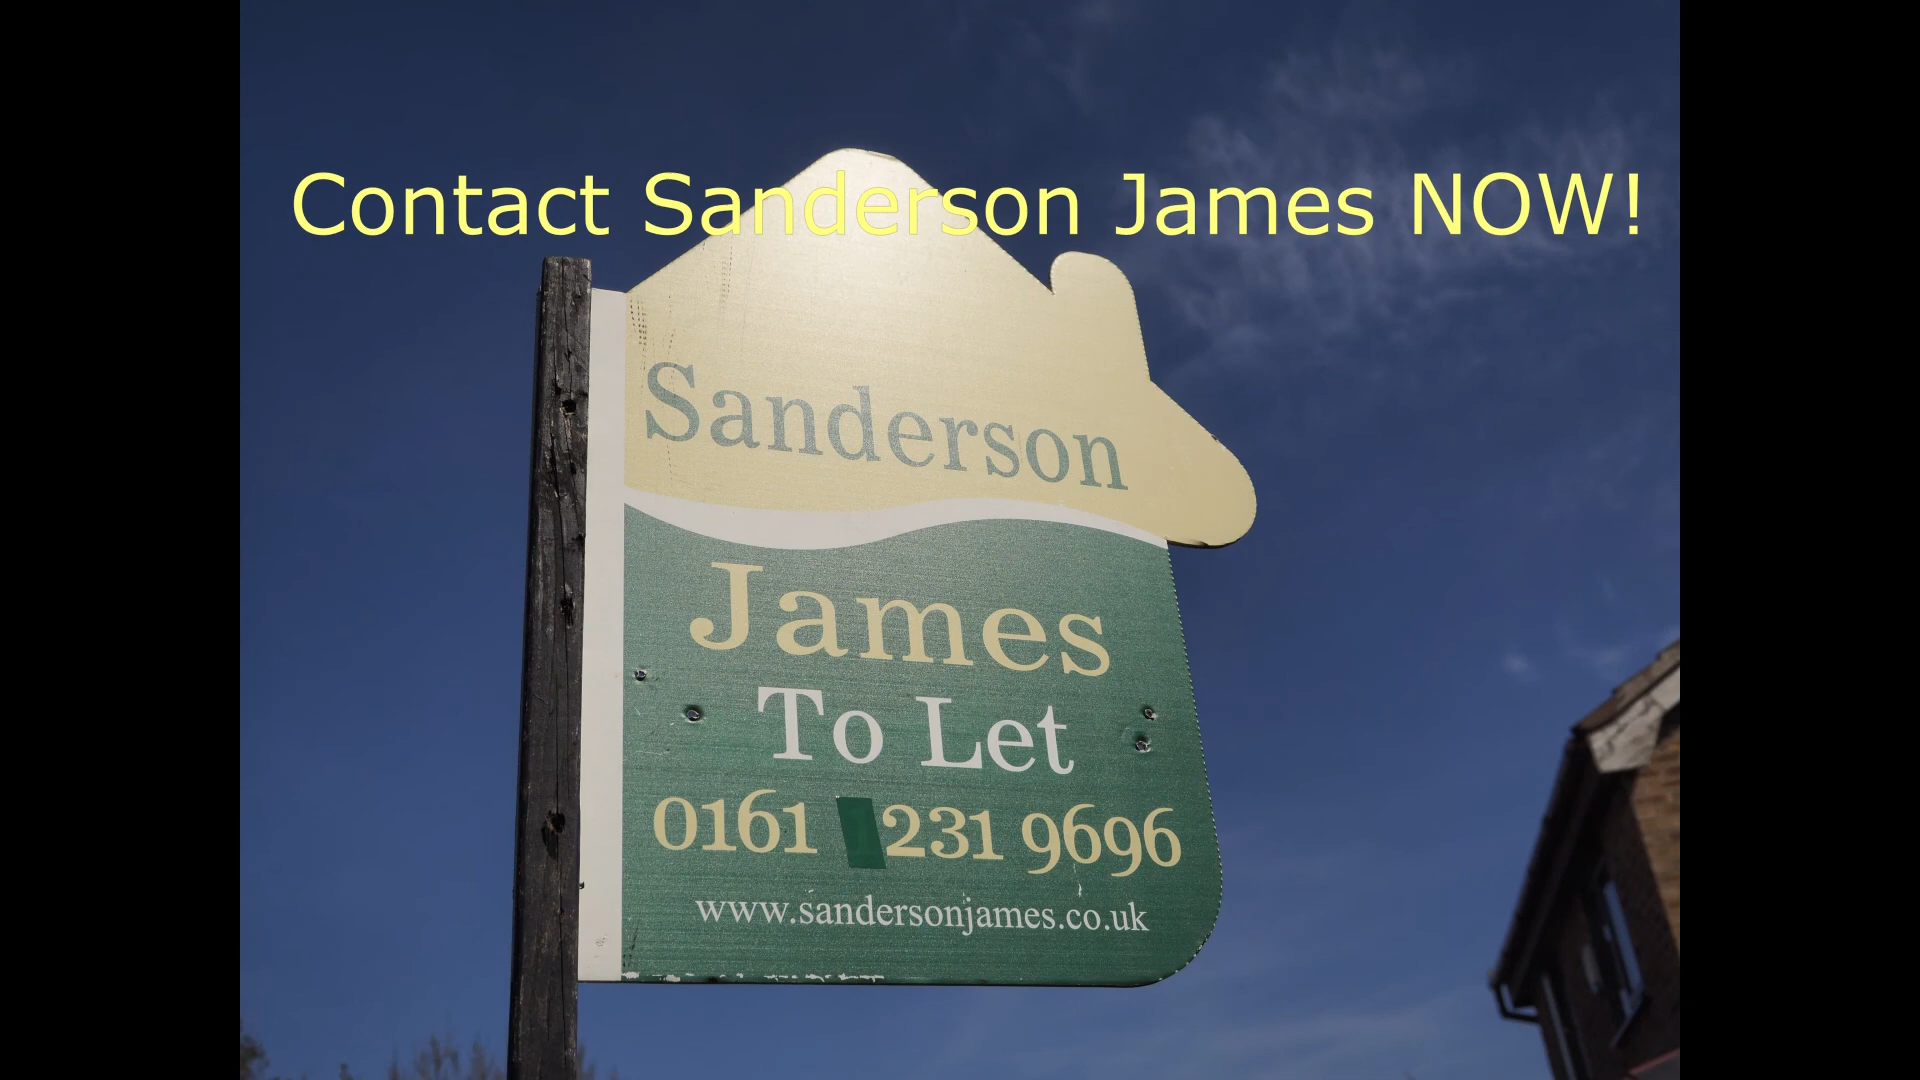 Contact Sanderson James NOW!
Sanderson
James
To Let
0161 231 9696
www.sandersonjames.co.uk